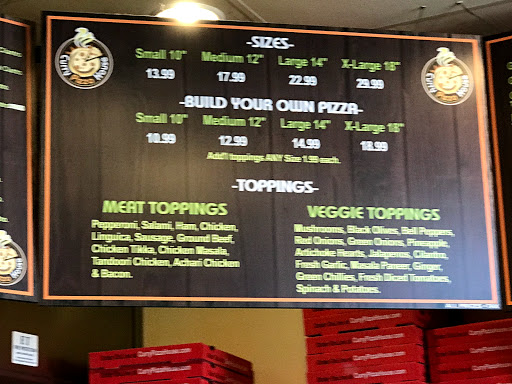 -SIZES-
Small 10" Medium 12" Large 14" X-Large 18"
13.99 17.99 22.99 29.99
-BUILD YOUR OWN PIZZA-
Small 10" Medium 12" Large 14" X-Large 18"
10.99 12.99 14.99 18.99
Add'l toppings ANY Size 1.99 each.
-TOPPINGS-
MEAT TOPPINGS
Pepperoni, Salami, Ham, Chicken,
Linguica, Sausage, Ground Beef,
Chicken Tikka, Chicken Masala,
Tandoori Chicken, Achari Chicken
& Bacon.
VEGGIE TOPPINGS
Mushrooms, Black Olives, Bell Peppers,
Red Onions, Green Onions, Pineapple,
Artichoke Hearts, Jalapenos, Cilantro,
Fresh Garlic, Masala Paneer, Ginger,
Green Chillies, Fresh Diced Tomatoes,
Spinach & Potatoes.